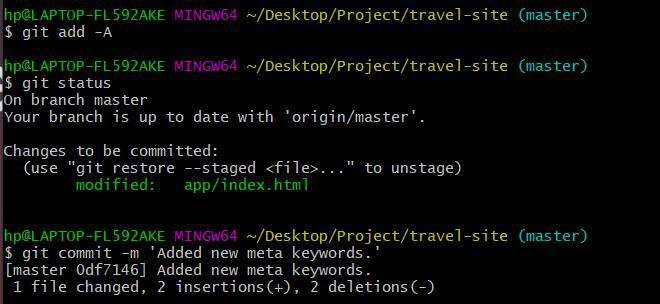 hp@LAPTOP-FL592AKE MINGW64 ~/Desktop/Project/travel-site (master)
$ git add -A
hp@LAPTOP-FL592AKE MINGW64 ~/Desktop/Project/travel-site (master)
$ git status
On branch master
Your branch is up to date with 'origin/master'.
Changes to be committed:
  (use "git restore --staged <file>..." to unstage)
        modified:   app/index.html
hp@LAPTOP-FL592AKE MINGW64 ~/Desktop/Project/travel-site (master)
$ git commit -m 'Added new meta keywords.'
[master 0df7146] Added new meta keywords.
 1 file changed, 2 insertions(+), 2 deletions(-)